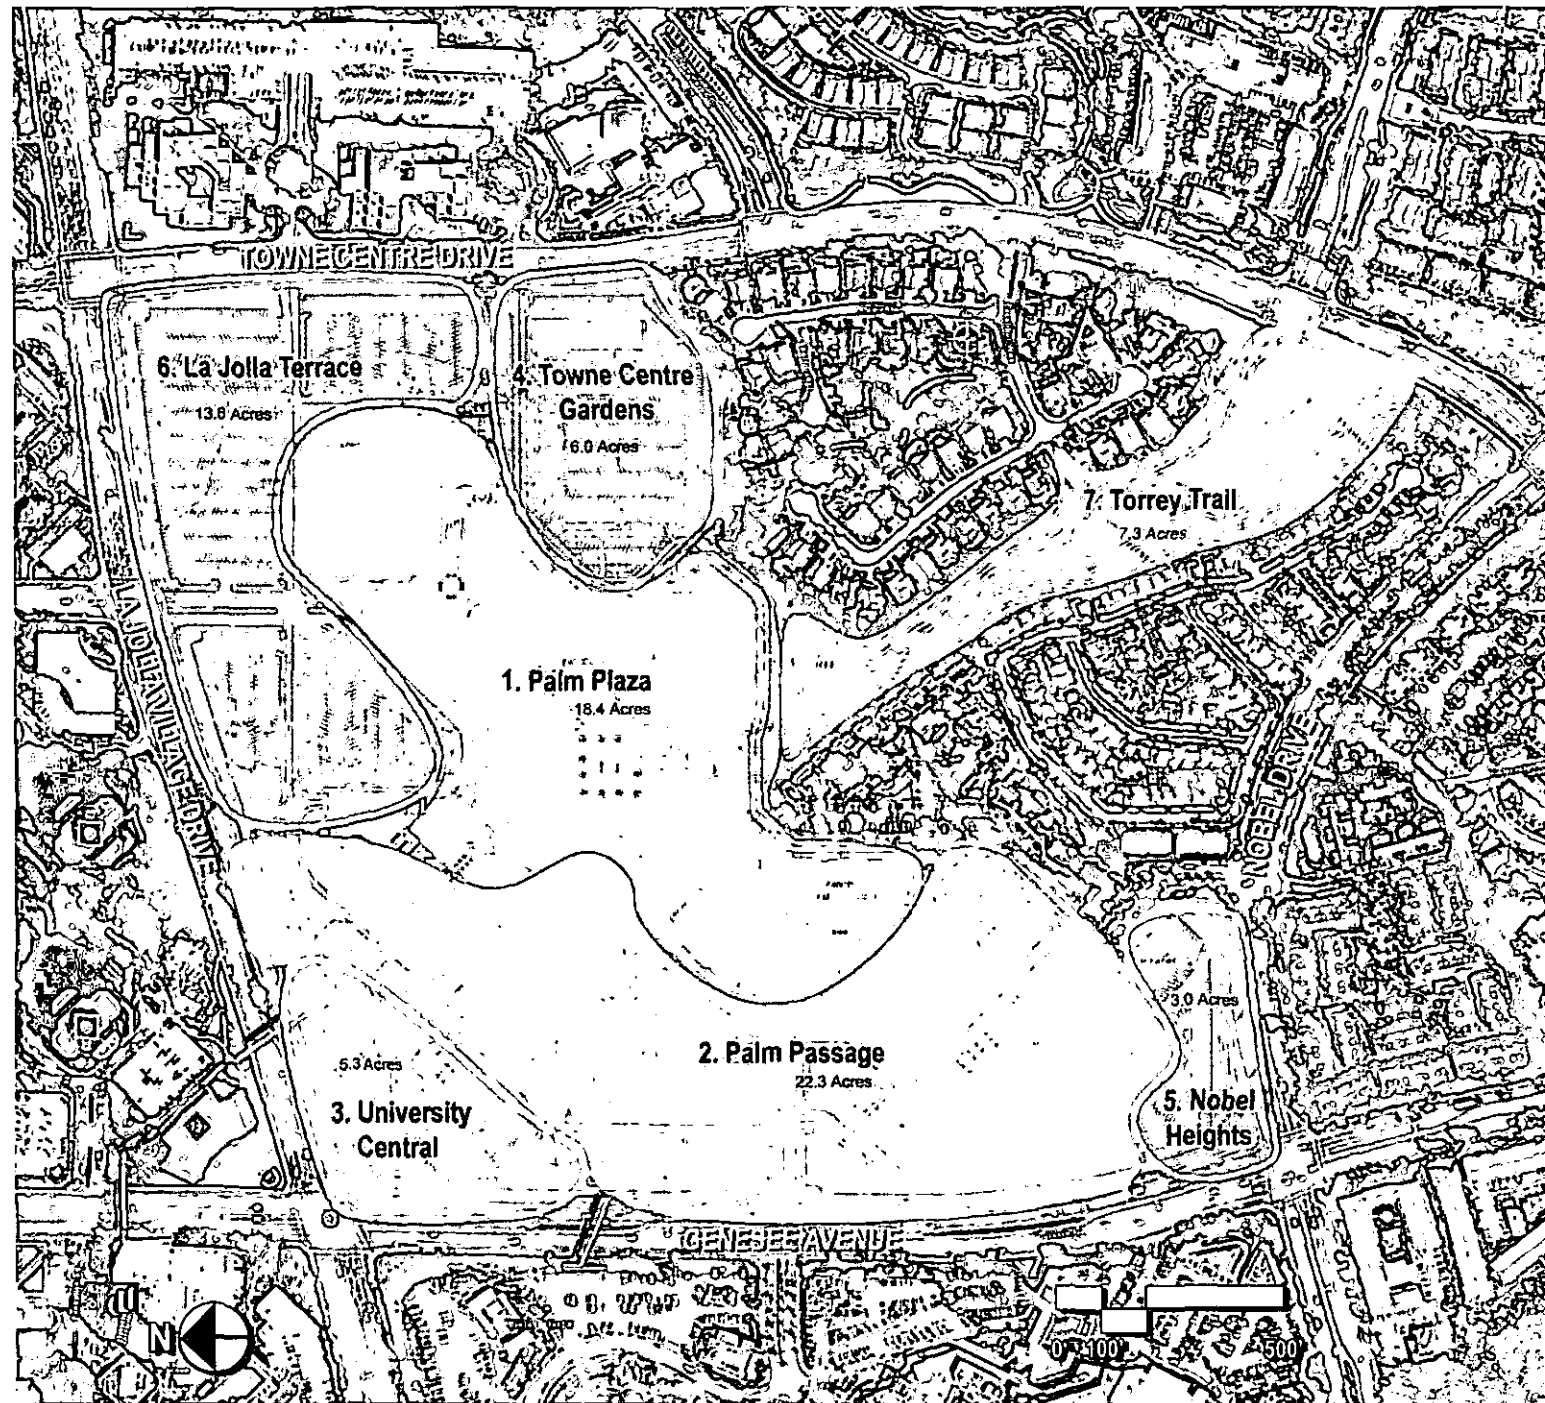 TOWNE CENTRE DRIVE
6. La Jolla Terrace
13.6 Acres
4. Towne Centre
Gardens
6.0 Acres
7. Torrey Trail
7.3 Acres
LA JOLLA VILLAGE DRIVE
1. Palm Plaza
18.4 Acres
NOBEL DRIVE
3.0 Acres
2. Palm Passage
22.3 Acres
5.3 Acres
3. University
Central
5. Nobel
Heights
GENESEE AVENUE
N
0' 100' 500'